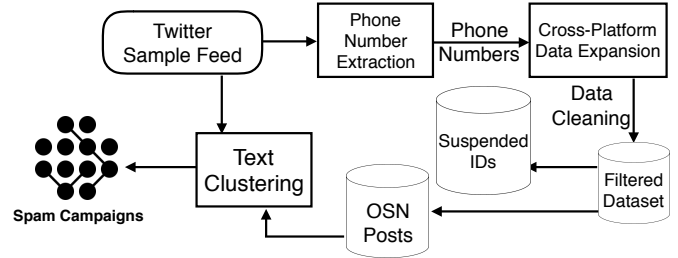 Twitter
Sample Feed
Phone
Number
Extraction
Phone
Numbers
Cross-Platform
Data Expansion
Data
Cleaning
Suspended
IDs
Filtered
Dataset
Text
Clustering
OSN
Posts
Spam Campaigns